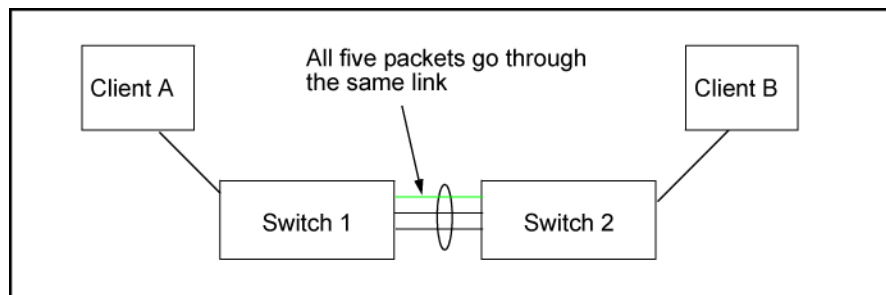 All five packets go through
the same link
Client A
Client B
Switch 1
Switch 2